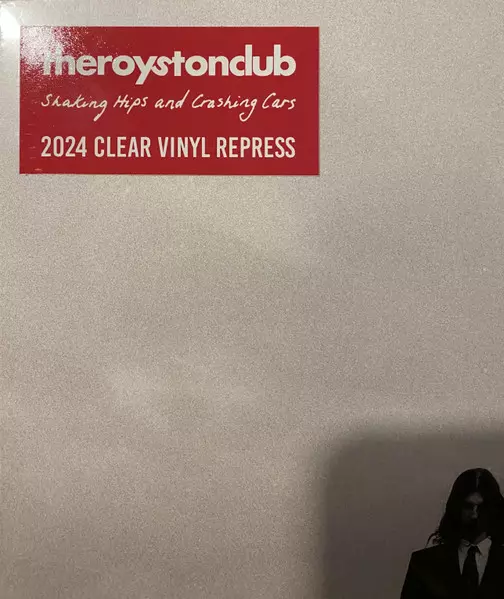 theroystonclub
Shaking Hips and Crashing Cars
2024 CLEAR VINYL REPRESS